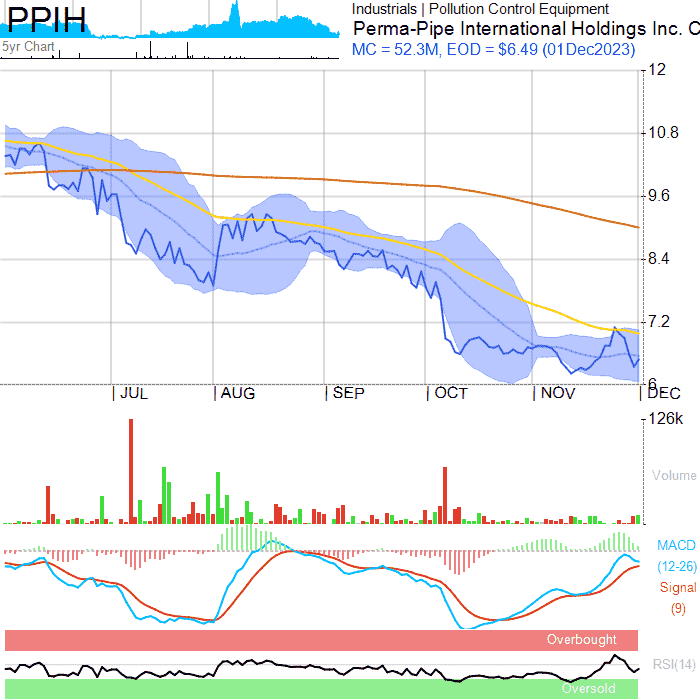 PPIH
Industrials | Pollution Control Equipment
Perma-Pipe International Holdings Inc. C
5yr Chart
MC = 52.3M, EOD = $6.49 (01Dec2023)
12
10.8
9.6
8.4
7.2
6
JUL AUG SEP OCT NOV DEC
126k
Volume
MACD
(12-26)
Signal
(9)
Overbought
RSI(14)
Oversold